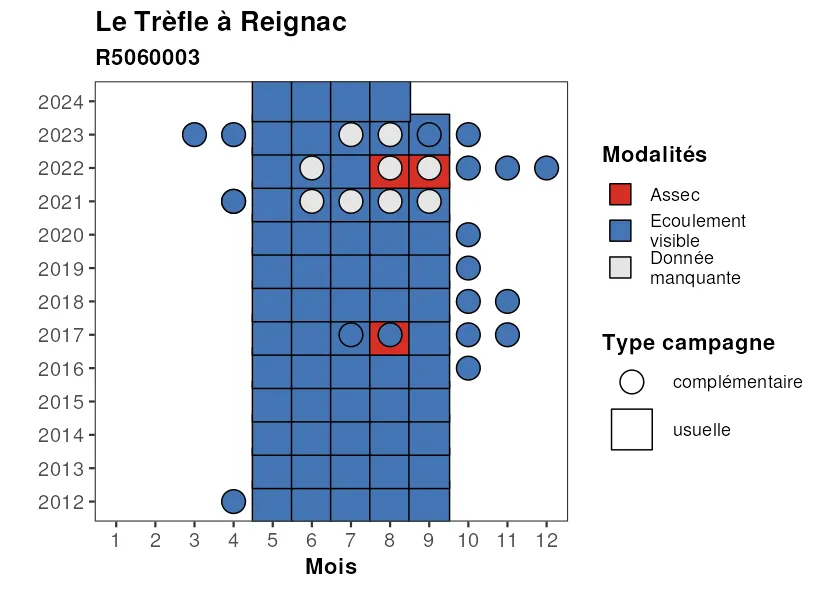 Le Trèfle à Reignac
R5060003
2024
2023
2022
2021
2020
2019
2018
2017
2016
2015
2014
2013
2012
1 2 3 4 5 6 7 8 9 10 11 12
Mois
Modalités
Assec
Ecoulement
visible
Donnée
manquante
Type campagne
complémentaire
usuelle